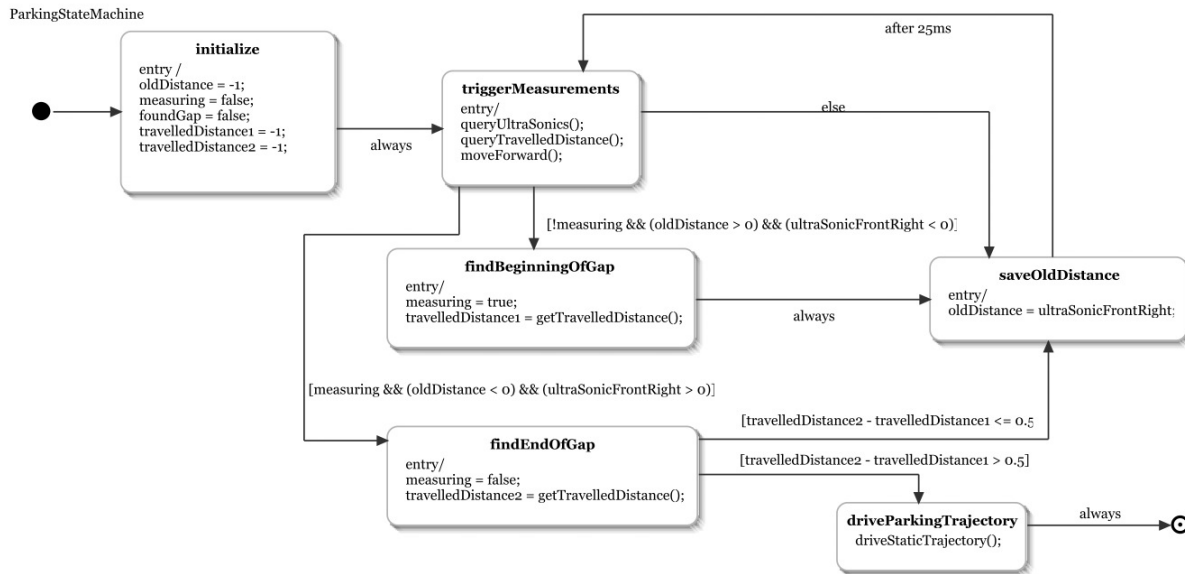 ParkingStateMachine
initialize
entry /
oldDistance = -1;
measuring = false;
foundGap = false;
travelledDistance1 = -1;
travelledDistance2 = -1;
always
triggerMeasurements
entry/
queryUltraSonics();
queryTravelledDistance();
moveForward();
after 25ms
else
[!measuring && (oldDistance > 0) && (ultraSonicFrontRight < 0)]
findBeginningOfGap
entry/
measuring = true;
travelledDistance1 = getTravelledDistance();
always
saveOldDistance
entry/
oldDistance = ultraSonicFrontRight;
[measuring && (oldDistance < 0) && (ultraSonicFrontRight > 0)]
[travelledDistance2 - travelledDistance1 <= 0.5
findEndOfGap
entry/
measuring = false;
travelledDistance2 = getTravelledDistance();
[travelledDistance2 - travelledDistance1 > 0.5]
driveParkingTrajectory
driveStaticTrajectory();
always